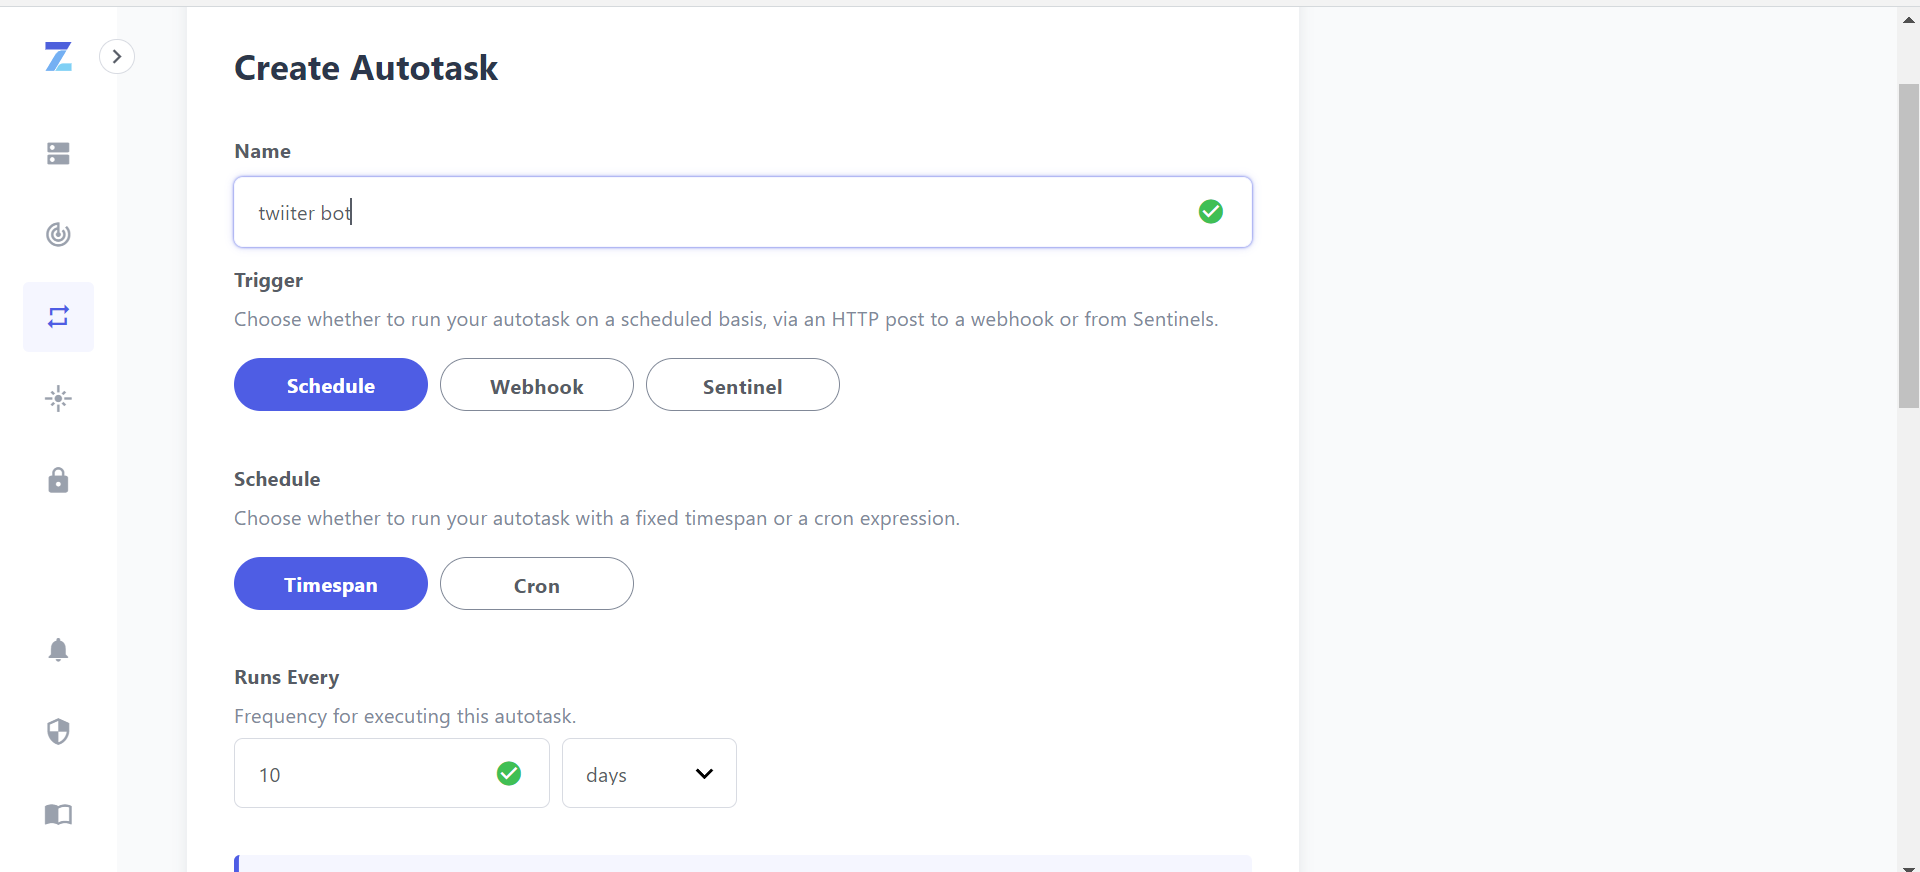 Create Autotask
Name
twiiter bot
Trigger
Choose whether to run your autotask on a scheduled basis, via an HTTP post to a webhook or from Sentinels.
Schedule Webhook Sentinel
Schedule
Choose whether to run your autotask with a fixed timespan or a cron expression.
Timespan Cron
Runs Every
Frequency for executing this autotask.
10 days